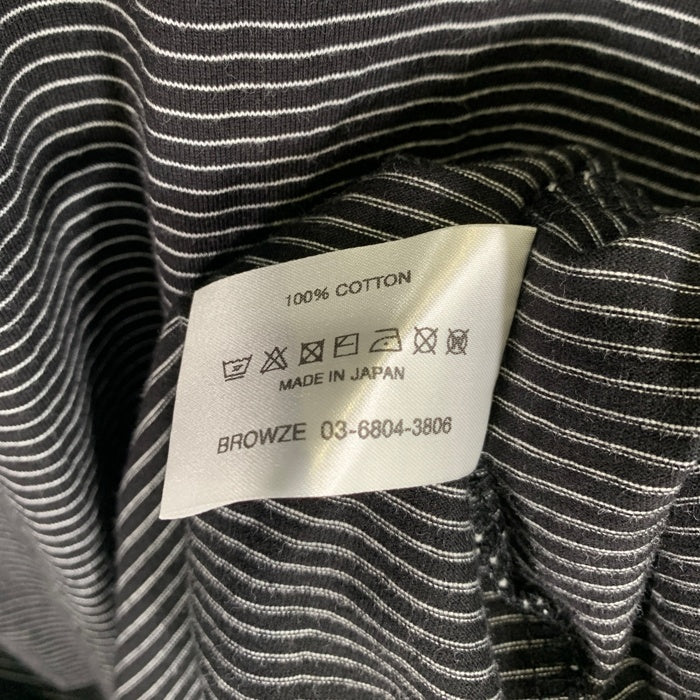 100% COTTON
MADE IN JAPAN
BROWZE 03-6804-3806